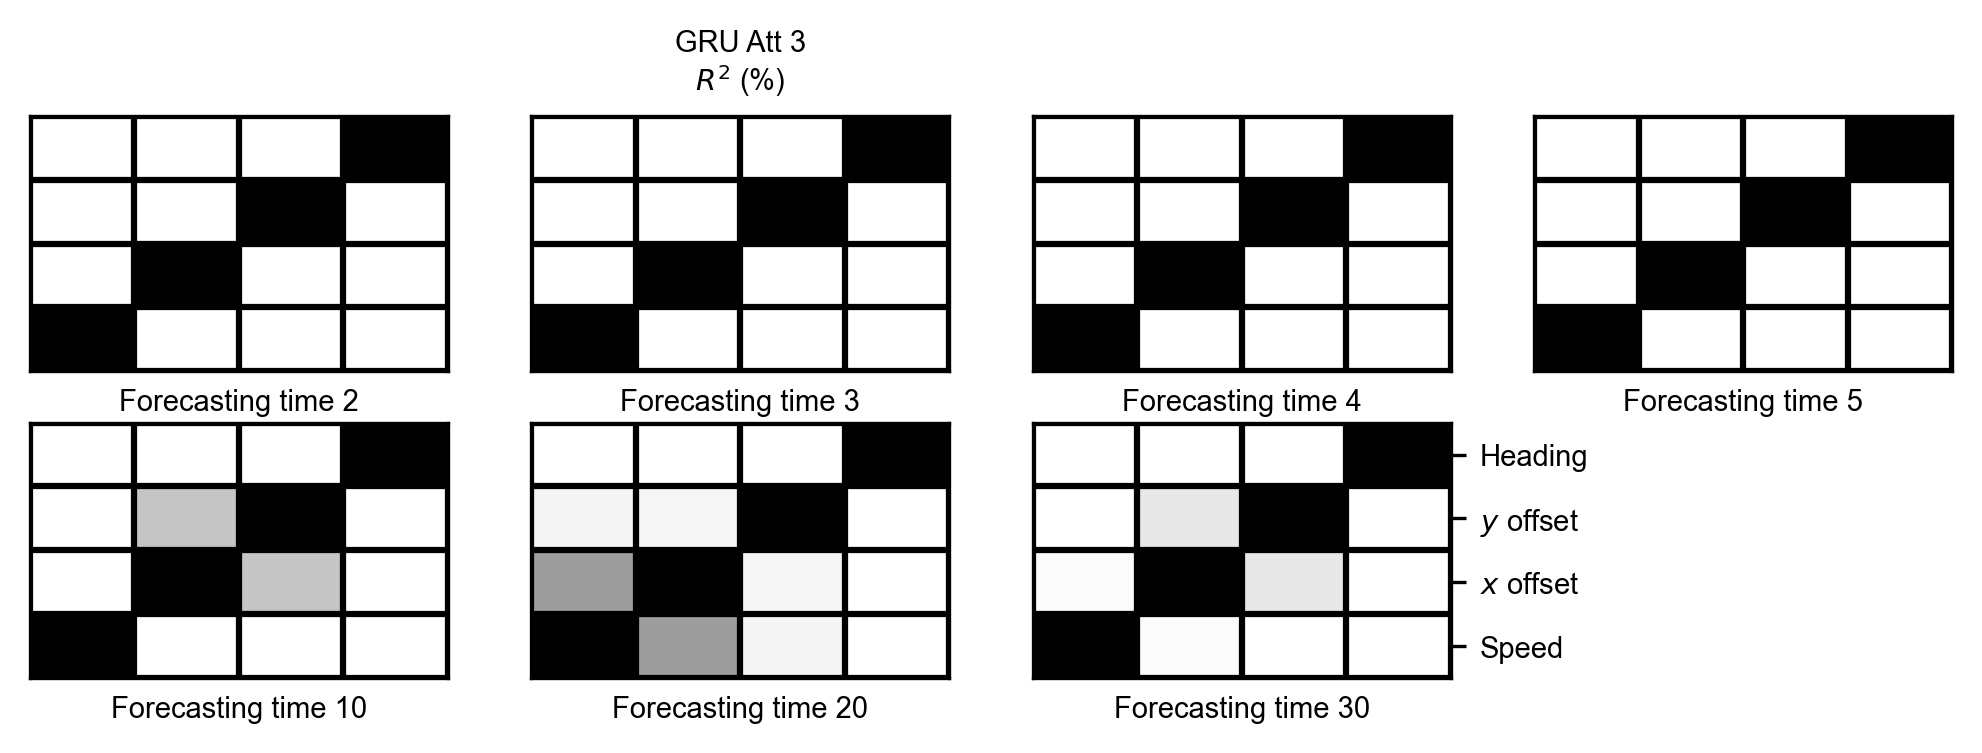 GRU Att 3
R² (%)
Forecasting time 2
Forecasting time 3
Forecasting time 4
Forecasting time 5
Heading
y offset
x offset
Speed
Forecasting time 10
Forecasting time 20
Forecasting time 30